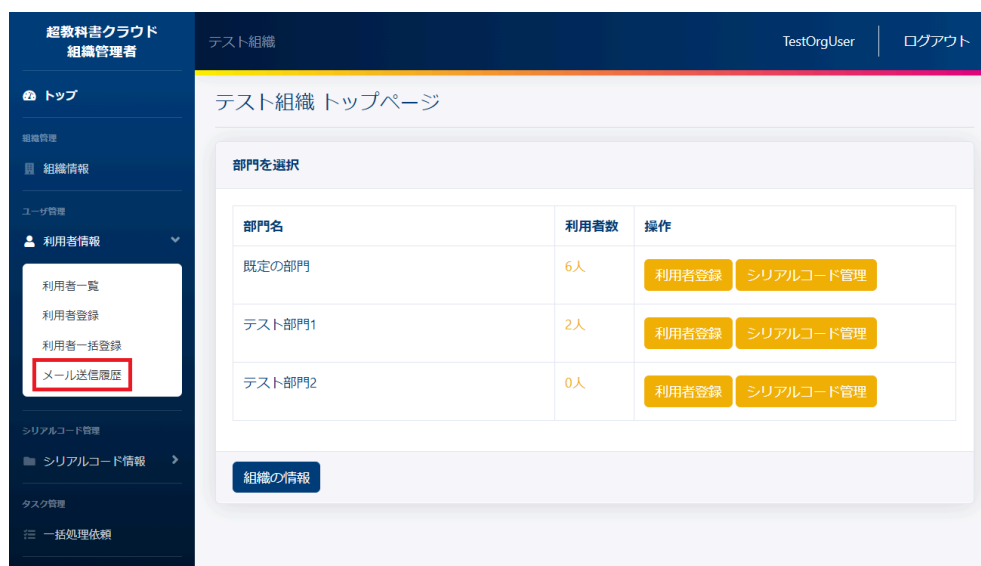 超教科書クラウド
組織管理者
テスト組織
TestOrgUser
ログアウト
トップ
組織管理
組織情報
ユーザ管理
利用者情報
利用者一覧
利用者登録
利用者一括登録
メール送信履歴
シリアルコード管理
シリアルコード情報
タスク管理
一括処理依頼
テスト組織 トップページ
部門を選択
部門名 利用者数 操作
既定の部門 6人 利用者登録 シリアルコード管理
テスト部門1 2人 利用者登録 シリアルコード管理
テスト部門2 0人 利用者登録 シリアルコード管理
組織の情報